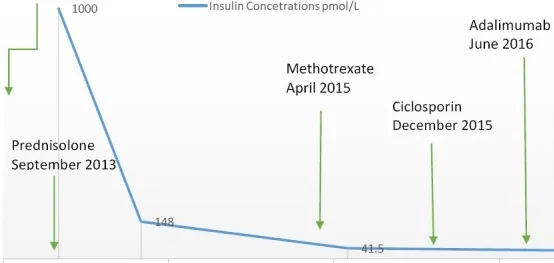 Insulin Concetrations pmol/L
1000
Adalimumab
June 2016
Methotrexate
April 2015
Ciclosporin
December 2015
Prednisolone
September 2013
148
41.5